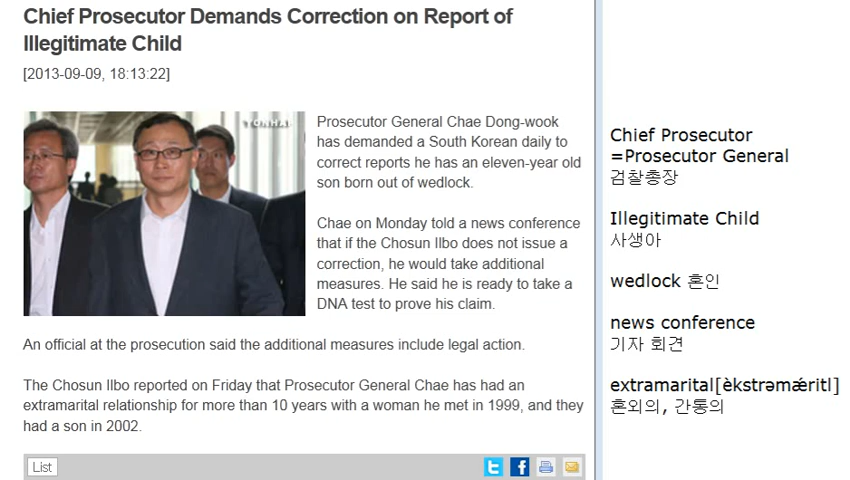 Chief Prosecutor Demands Correction on Report of
Illegitimate Child
[2013-09-09, 18:13:22]
YONHAP
Prosecutor General Chae Dong-wook
has demanded a South Korean daily to
correct reports he has an eleven-year old
son born out of wedlock.
Chae on Monday told a news conference
that if the Chosun Ilbo does not issue a
correction, he would take additional
measures. He said he is ready to take a
DNA test to prove his claim.
An official at the prosecution said the additional measures include legal action.
The Chosun Ilbo reported on Friday that Prosecutor General Chae has had an
extramarital relationship for more than 10 years with a woman he met in 1999, and they
had a son in 2002.
List
Chief Prosecutor
=Prosecutor General
검찰총장
Illegitimate Child
사생아
wedlock 혼인
news conference
기자 회견
extramarital[èkstrəmǽritl]
혼외의, 간통의